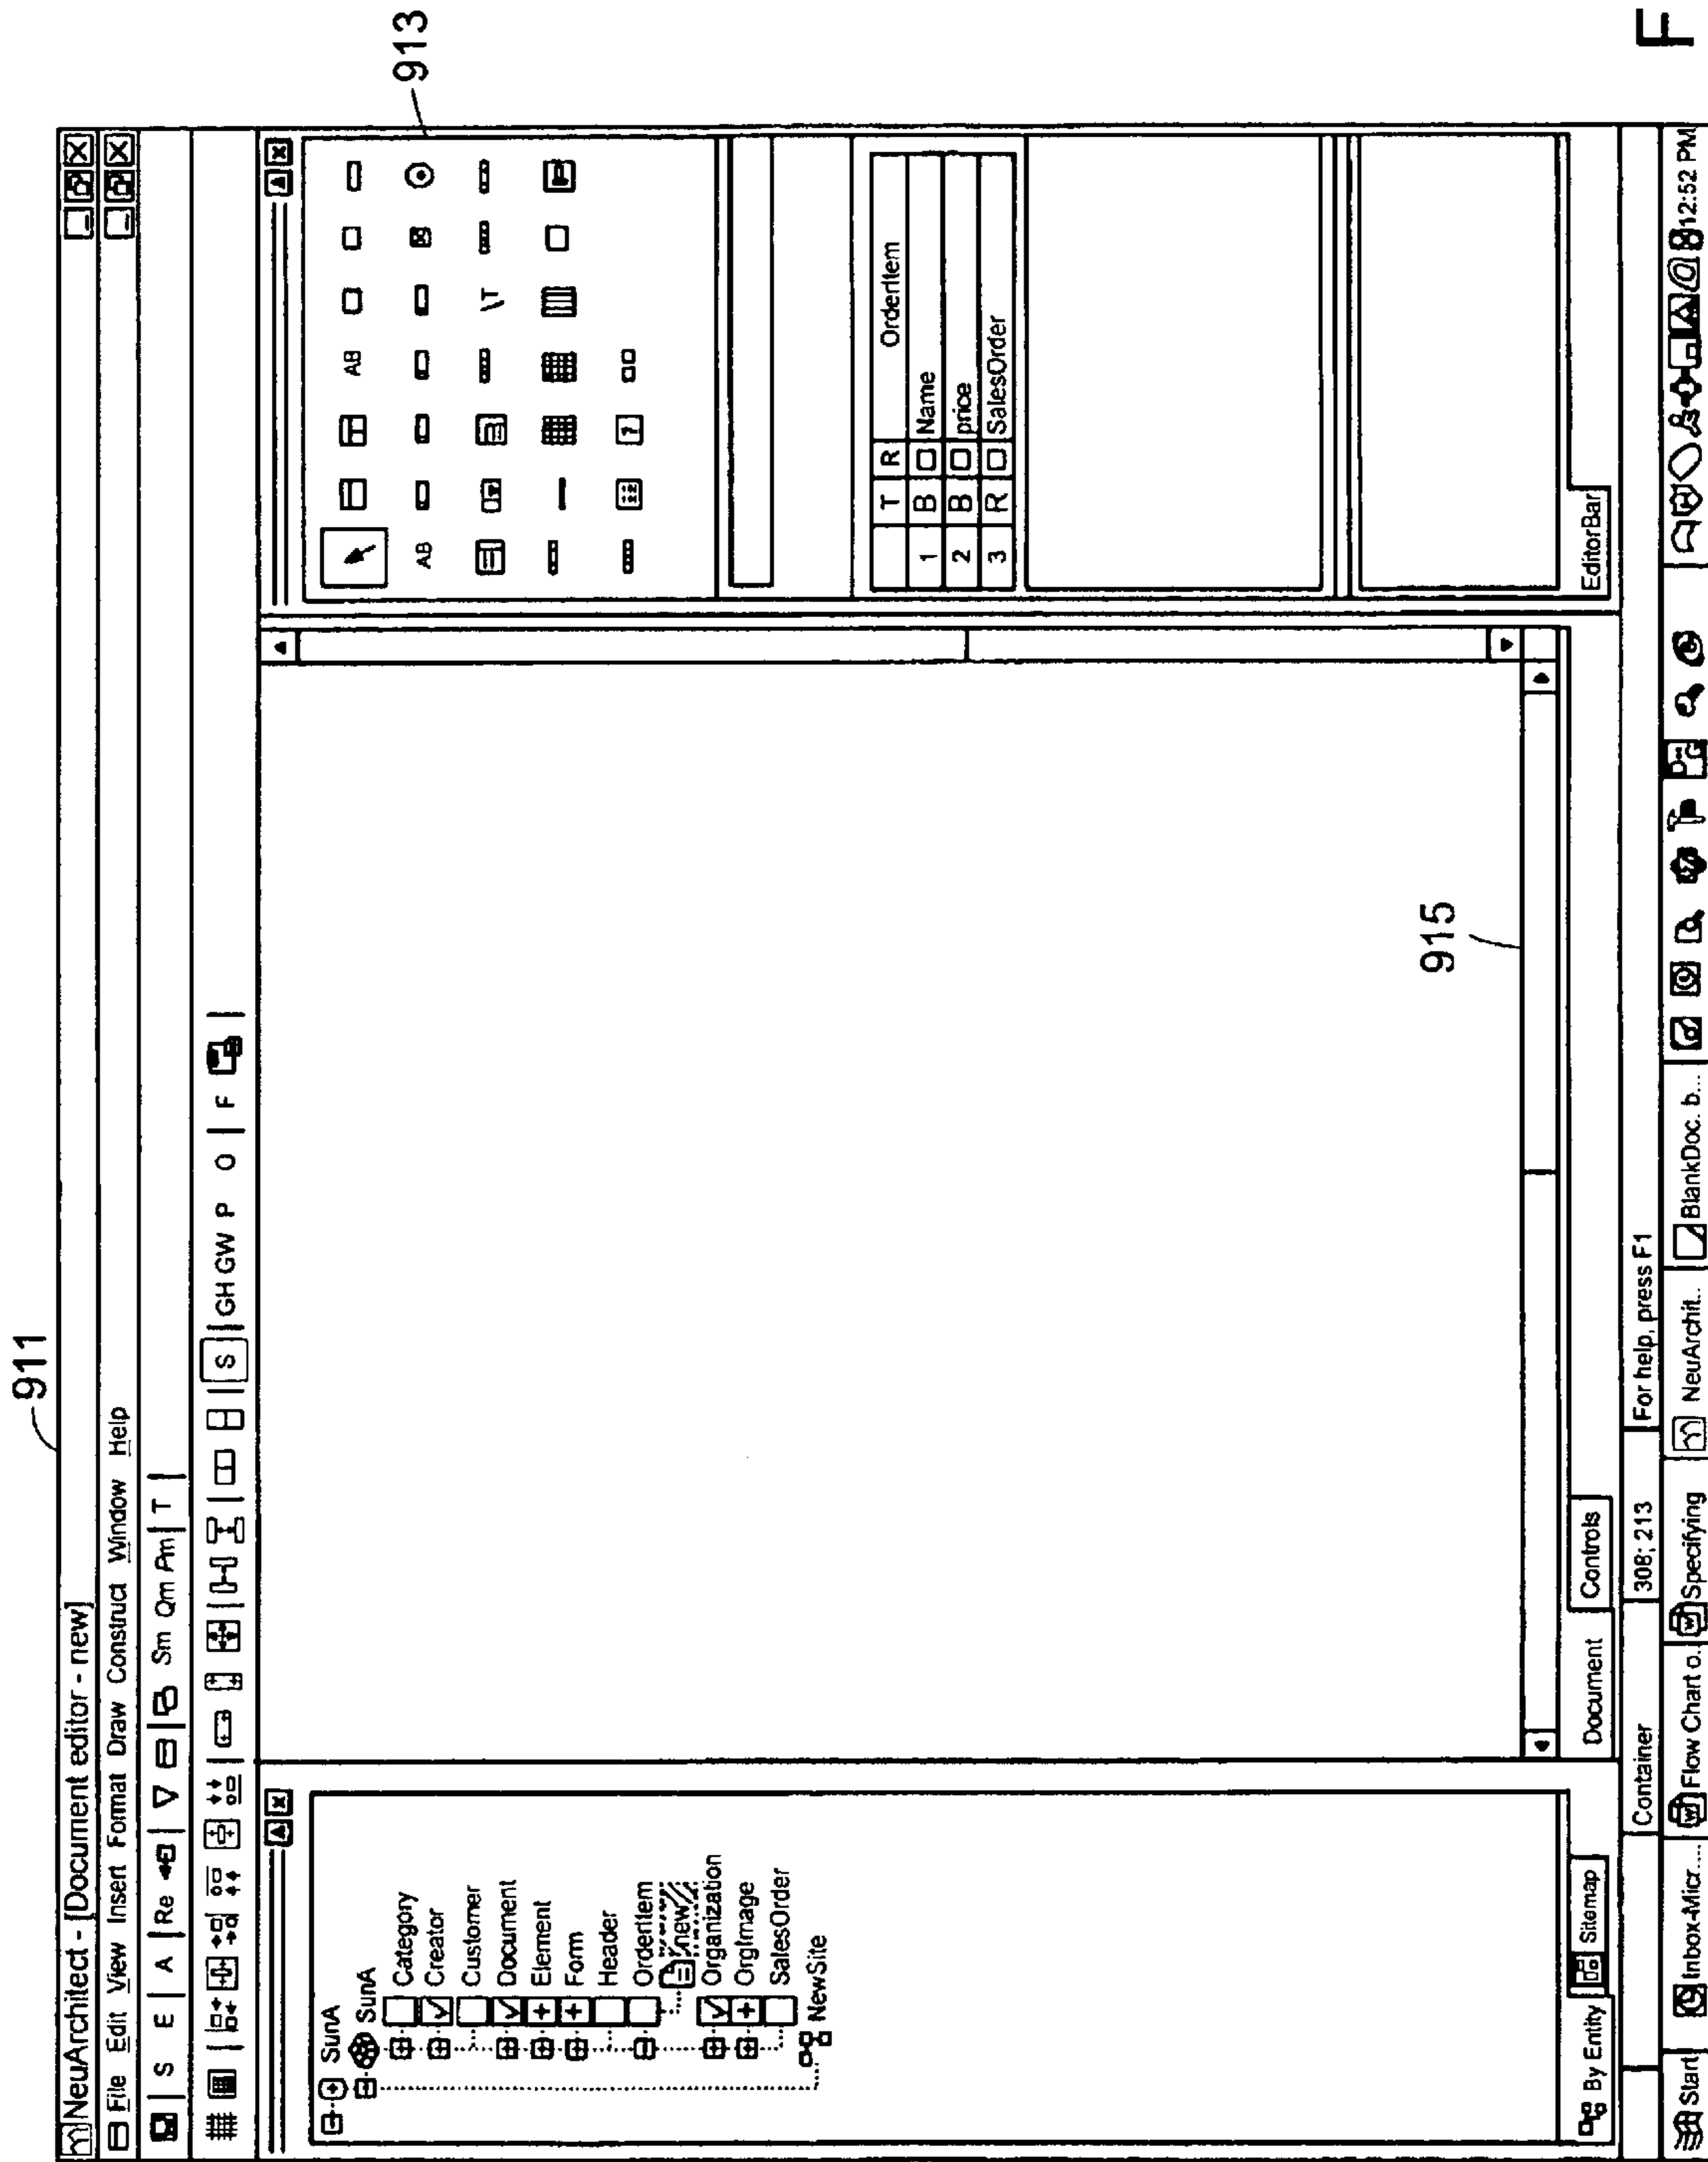 911
NeuArchitect - [Document editor - new]
File Edit View Insert Format Draw Construct Window Help
S E A Re Sm Qm Pm T
S GH GW P O F
913
SunA
SunA
Category
Creator
Customer
Document
Element
Form
Header
OrderItem
new
Organization
OrgImage
SalesOrder
NewSite
By Entity Sitemap
915
Document Controls
AB
AB
\T
?
T R OrderItem
1 B Name
2 B price
3 R SalesOrder
EditorBar
Container 308; 213 For help, press F1
Start Inbox-Micr.... Flow Chart o.. Specifying NeuArchit.. BlankDoc. b... 12:52 PM
F